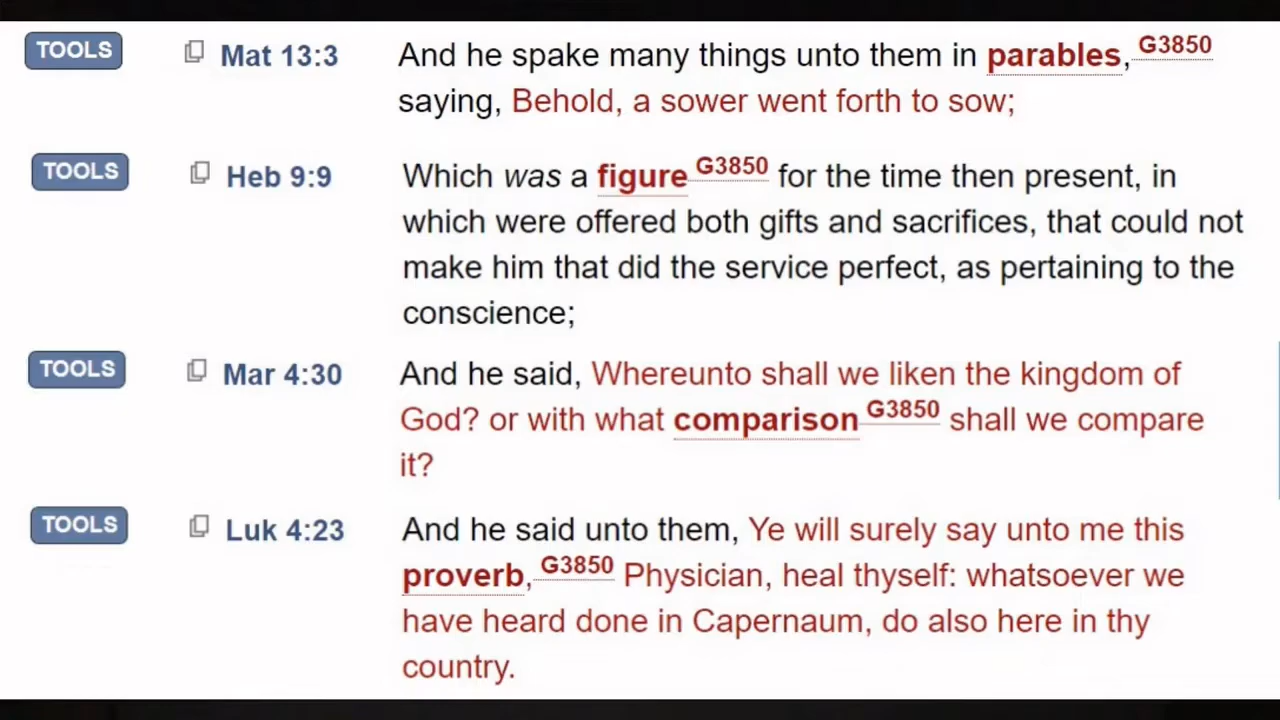 TOOLS Mat 13:3 And he spake many things unto them in parables, G3850
saying, Behold, a sower went forth to sow;
TOOLS Heb 9:9 Which was a figure G3850 for the time then present, in
which were offered both gifts and sacrifices, that could not
make him that did the service perfect, as pertaining to the
conscience;
TOOLS Mar 4:30 And he said, Whereunto shall we liken the kingdom of
God? or with what comparison G3850 shall we compare
it?
TOOLS Luk 4:23 And he said unto them, Ye will surely say unto me this
proverb, G3850 Physician, heal thyself: whatsoever we
have heard done in Capernaum, do also here in thy
country.